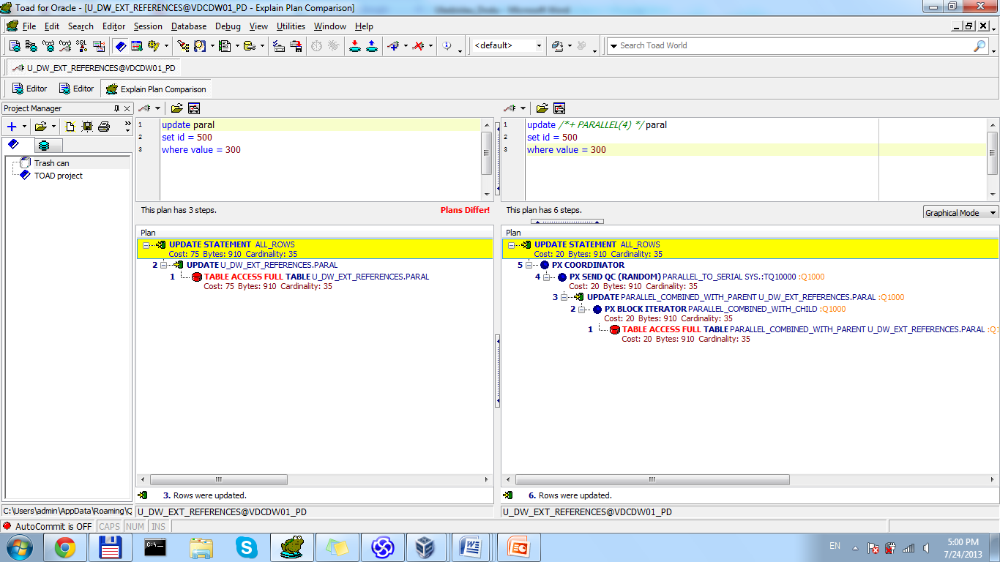 Toad for Oracle - [U_DW_EXT_REFERENCES@VDCDW01_PD - Explain Plan Comparison]
File Edit Search Editor Session Database Debug View Utilities Window Help
SQL <default> Search Toad World
U_DW_EXT_REFERENCES@VDCDW01_PD
Editor Editor Explain Plan Comparison
Project Manager
Trash can
TOAD project
C:\Users\admin\AppData\Roaming\Q
1 update paral
2 set id = 500
3 where value = 300
This plan has 3 steps. Plans Differ!
Plan
UPDATE STATEMENT ALL_ROWS
Cost: 75 Bytes: 910 Cardinality: 35
2 UPDATE U_DW_EXT_REFERENCES.PARAL
1 TABLE ACCESS FULL TABLE U_DW_EXT_REFERENCES.PARAL
Cost: 75 Bytes: 910 Cardinality: 35
3. Rows were updated.
U_DW_EXT_REFERENCES@VDCDW01_PD
1 update /*+ PARALLEL(4) */ paral
2 set id = 500
3 where value = 300
This plan has 6 steps.
Graphical Mode
Plan
UPDATE STATEMENT ALL_ROWS
Cost: 20 Bytes: 910 Cardinality: 35
5 PX COORDINATOR
4 PX SEND QC (RANDOM) PARALLEL_TO_SERIAL SYS.:TQ10000 :Q1000
Cost: 20 Bytes: 910 Cardinality: 35
3 UPDATE PARALLEL_COMBINED_WITH_PARENT U_DW_EXT_REFERENCES.PARAL :Q1000
2 PX BLOCK ITERATOR PARALLEL_COMBINED_WITH_CHILD :Q1000
Cost: 20 Bytes: 910 Cardinality: 35
1 TABLE ACCESS FULL TABLE PARALLEL_COMBINED_WITH_PARENT U_DW_EXT_REFERENCES.PARAL :Q1
Cost: 20 Bytes: 910 Cardinality: 35
6. Rows were updated.
U_DW_EXT_REFERENCES@VDCDW01_PD
AutoCommit is OFF CAPS NUM INS
EN 5:00 PM
7/24/2013